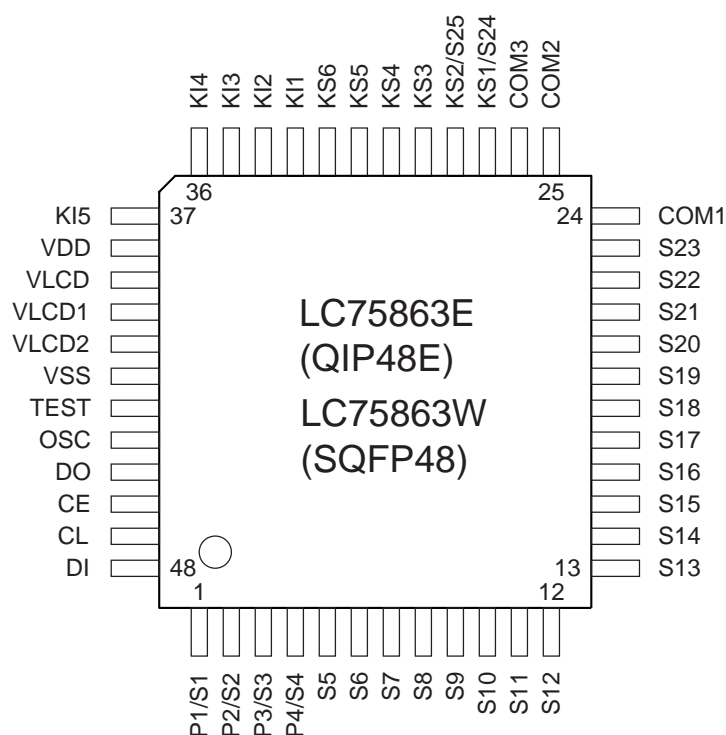 KI4
KI3
KI2
KI1
KS6
KS5
KS4
KS3
KS2/S25
KS1/S24
COM3
COM2
36
25
KI5
37
24
COM1
VDD
S23
VLCD
S22
VLCD1
S21
VLCD2
S20
VSS
S19
TEST
S18
OSC
S17
DO
S16
CE
S15
CL
S14
DI
48
13
S13
LC75863E
(QIP48E)
LC75863W
(SQFP48)
1
12
P1/S1
P2/S2
P3/S3
P4/S4
S5
S6
S7
S8
S9
S10
S11
S12